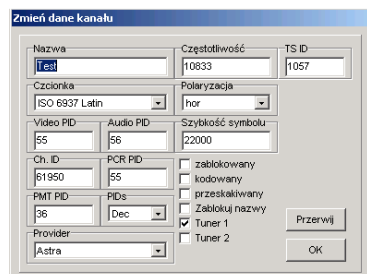 Zmień dane kanału
Nazwa Częstotliwość TS ID
Test 10833 1057
Czcionka Polaryzacja
ISO 6937 Latin hor
Video PID Audio PID Szybkość symbolu
55 56 22000
Ch. ID PCR PID zablokowany
61950 55 kodowany
PMT PID PIDs przeskakiwany
36 Dec Zablokuj nazwy
Provider Tuner 1 Przerwij
Astra Tuner 2 OK